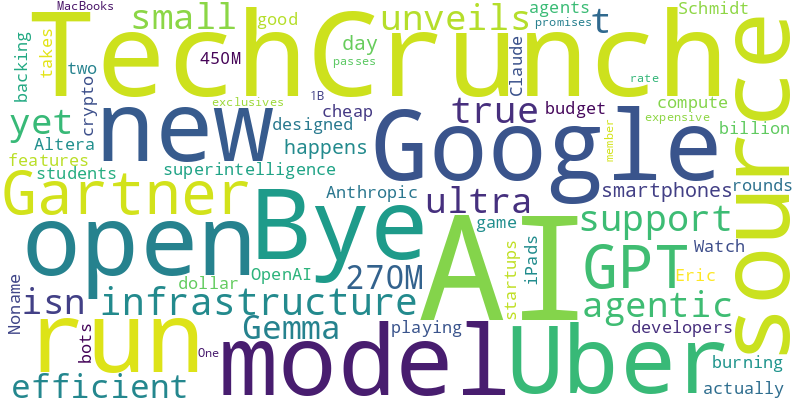 MacBooks
small
good
unveils
agents
promises
t
Schmidt
TechCrunch
source
backing
takes
450M
day
passes
Claude
two
rate
crypto
exclusives
1B
cheap
true
budget
compute
expensive
billion
yet
new
designed
Google
Altera
happens
member
features
students
superintelligence
Gartner
Anthropic
ultra
smartphones
rounds
open
Bye
AI
game
support
Watch
startups
iPads
GPT
OpenAI
270M
dollar
Eric
Noname
isn
infrastructure
agentic
run
bots
Gemma
playing
developers
One
model
Uber
burning
efficient
actually